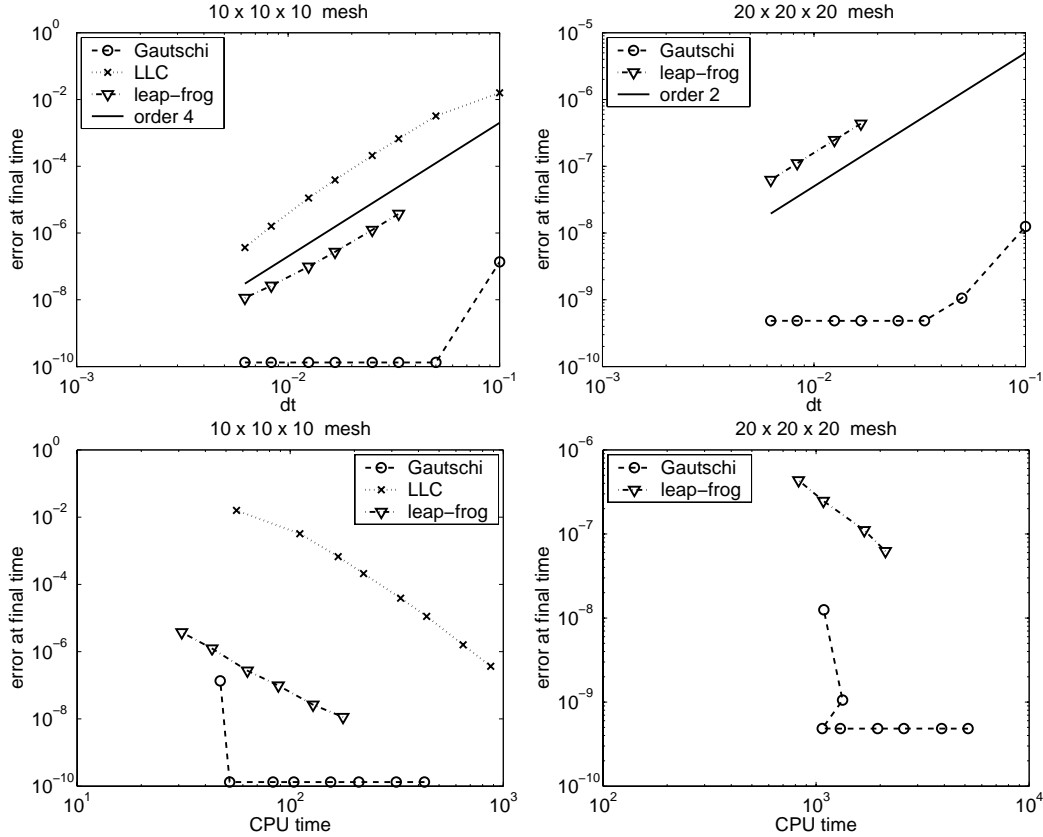 10 x 10 x 10 mesh
10^0
10^-2
10^-4
10^-6
10^-8
10^-10
error at final time
Gautschi
LLC
leap-frog
order 4
10^-3
10^-2
10^-1
dt
20 x 20 x 20 mesh
10^-5
10^-6
10^-7
10^-8
10^-9
10^-10
error at final time
Gautschi
leap-frog
order 2
10^-3
10^-2
10^-1
dt
10 x 10 x 10 mesh
10^0
10^-2
10^-4
10^-6
10^-8
10^-10
error at final time
Gautschi
LLC
leap-frog
10^1
10^2
10^3
CPU time
20 x 20 x 20 mesh
10^-6
10^-7
10^-8
10^-9
10^-10
error at final time
Gautschi
leap-frog
10^2
10^3
10^4
CPU time